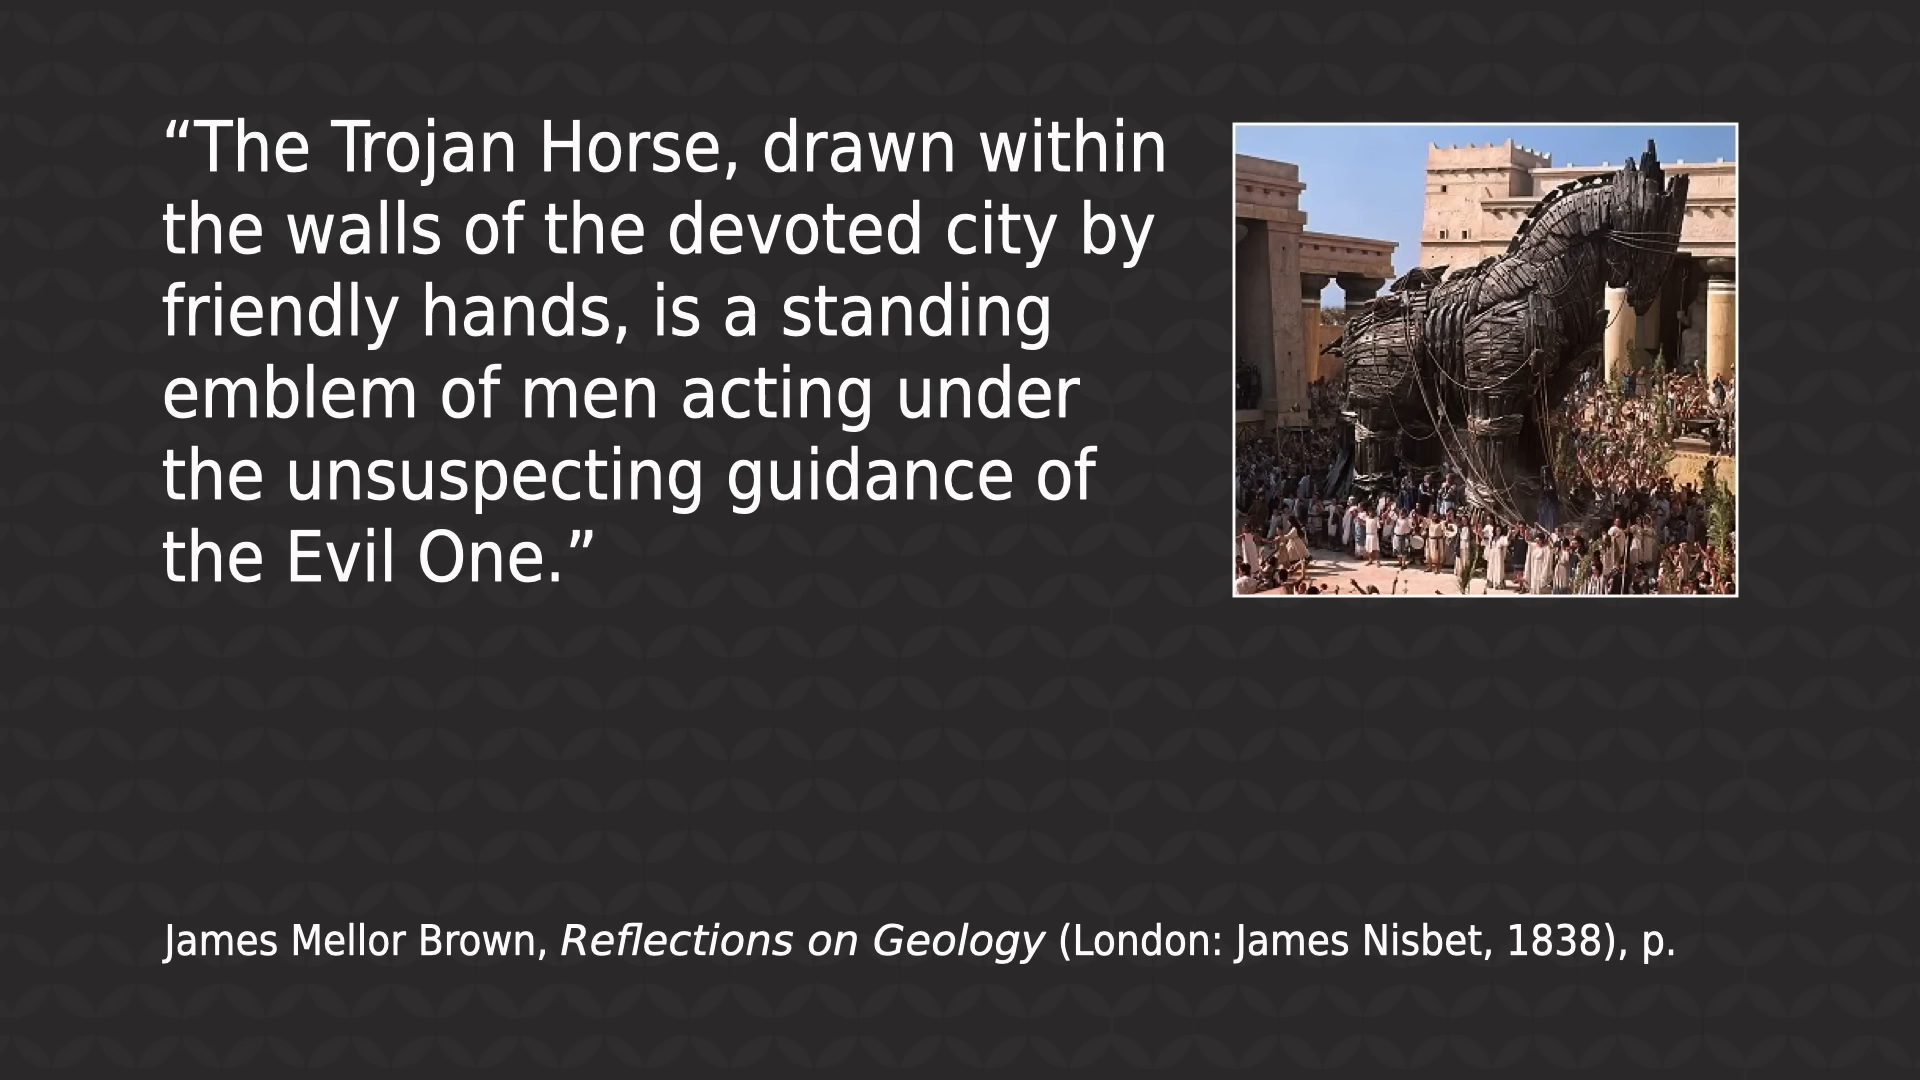 “The Trojan Horse, drawn within
the walls of the devoted city by
friendly hands, is a standing
emblem of men acting under
the unsuspecting guidance of
the Evil One.”
James Mellor Brown, Reflections on Geology (London: James Nisbet, 1838), p.